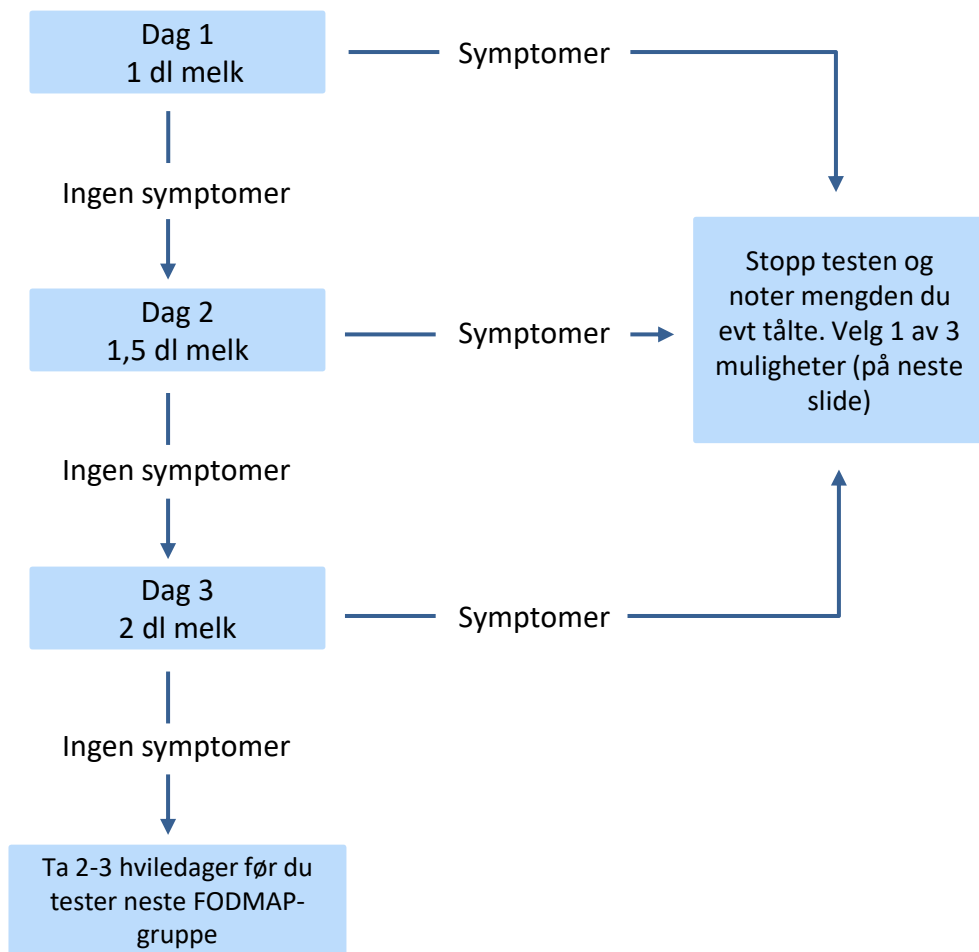 Dag 1
1 dl melk
Symptomer
Ingen symptomer
Dag 2
1,5 dl melk
Symptomer
Stopp testen og
noter mengden du
evt tålte. Velg 1 av 3
muligheter (på neste
slide)
Ingen symptomer
Dag 3
2 dl melk
Symptomer
Ingen symptomer
Ta 2-3 hviledager før du
tester neste FODMAP-
gruppe